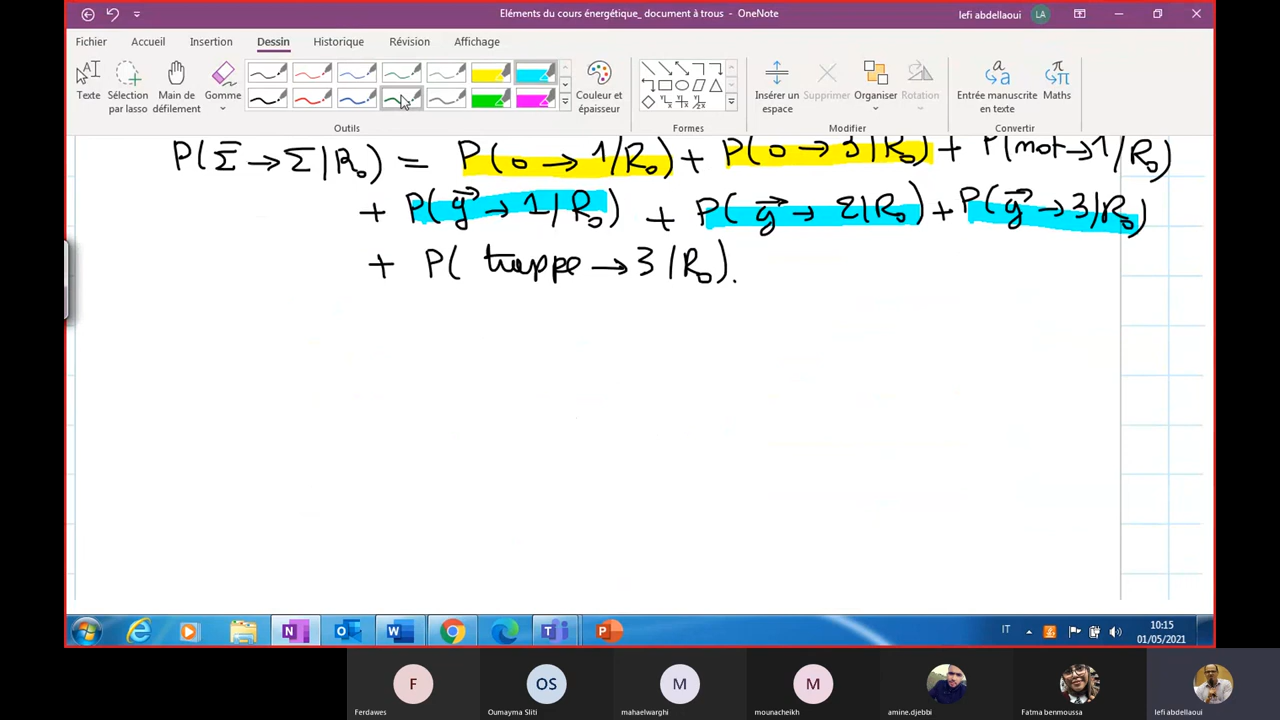 Eléments du cours énergétique_ document à trous - OneNote
lefi abdellaoui LA
Fichier Accueil Insertion Dessin Historique Révision Affichage
Texte Sélection par lasso Main de défilement Gomme Couleur et épaisseur Insérer un espace Supprimer Organiser Rotation Entrée manuscrite en texte Maths
Outils Formes Modifier Convertir
P(Σ̄ → Σ | R₀) = P(0 → 1/R₀) + P(0 → 3/R₀) + P(mot → 1/R₀)
+ P(g⃗ → 1/R₀) + P(g⃗ → 2/R₀) + P(g⃗ → 3/R₀)
+ P(trappe → 3/R₀).
IT 10:15
01/05/2021
F OS M M
Ferdawes Oumayma Sliti mahaelwarghi mounacheikh amine.djebbi Fatma benmoussa lefi abdellaoui